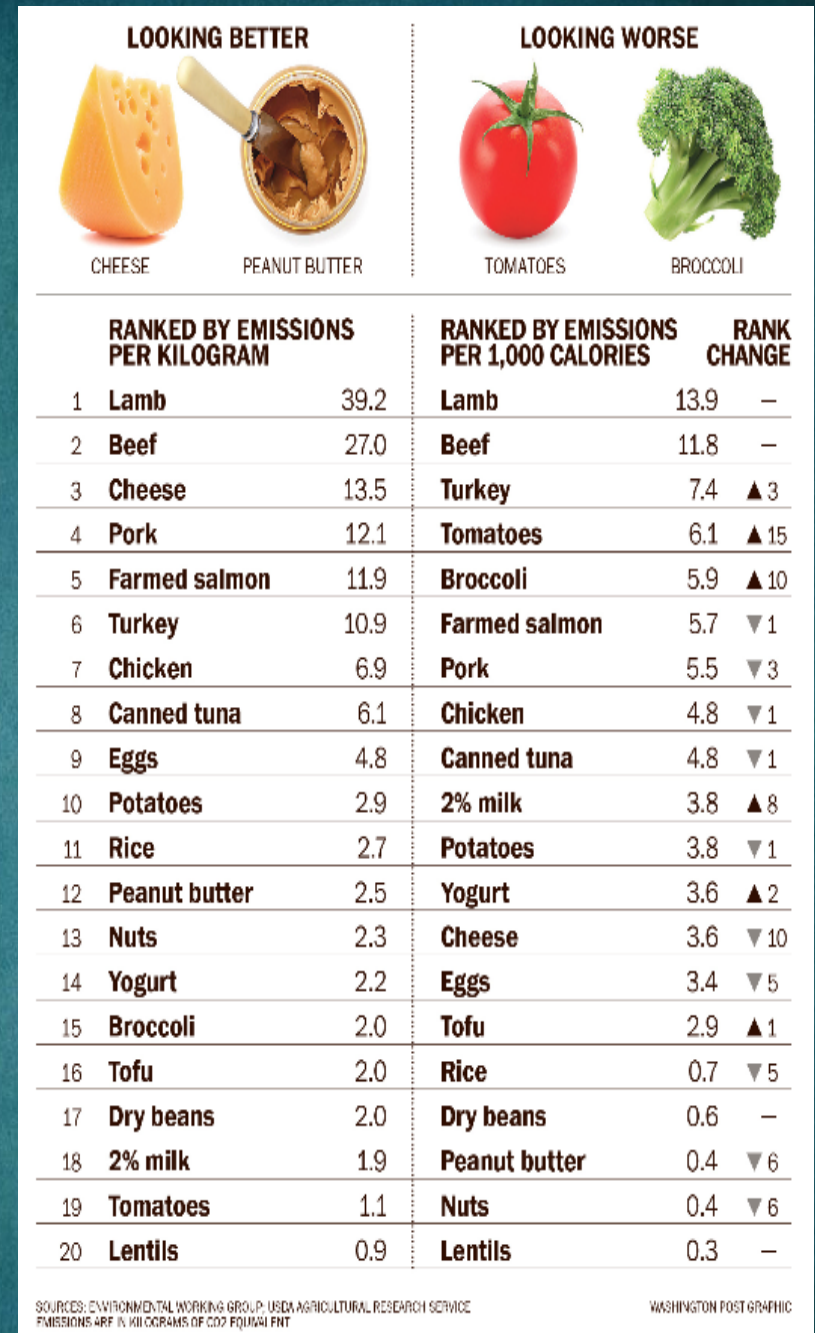 LOOKING BETTER
LOOKING WORSE
CHEESE
PEANUT BUTTER
TOMATOES
BROCCOLI
RANKED BY EMISSIONS
PER KILOGRAM
RANKED BY EMISSIONS
PER 1,000 CALORIES
RANK
CHANGE
1 Lamb 39.2 Lamb 13.9 –
2 Beef 27.0 Beef 11.8 –
3 Cheese 13.5 Turkey 7.4 ▲3
4 Pork 12.1 Tomatoes 6.1 ▲15
5 Farmed salmon 11.9 Broccoli 5.9 ▲10
6 Turkey 10.9 Farmed salmon 5.7 ▼1
7 Chicken 6.9 Pork 5.5 ▼3
8 Canned tuna 6.1 Chicken 4.8 ▼1
9 Eggs 4.8 Canned tuna 4.8 ▼1
10 Potatoes 2.9 2% milk 3.8 ▲8
11 Rice 2.7 Potatoes 3.8 ▼1
12 Peanut butter 2.5 Yogurt 3.6 ▲2
13 Nuts 2.3 Cheese 3.6 ▼10
14 Yogurt 2.2 Eggs 3.4 ▼5
15 Broccoli 2.0 Tofu 2.9 ▲1
16 Tofu 2.0 Rice 0.7 ▼5
17 Dry beans 2.0 Dry beans 0.6 –
18 2% milk 1.9 Peanut butter 0.4 ▼6
19 Tomatoes 1.1 Nuts 0.4 ▼6
20 Lentils 0.9 Lentils 0.3 –
SOURCES: ENVIRONMENTAL WORKING GROUP; USDA AGRICULTURAL RESEARCH SERVICE
WASHINGTON POST GRAPHIC
EMISSIONS ARE IN KILOGRAMS OF CO2 EQUIVALENT